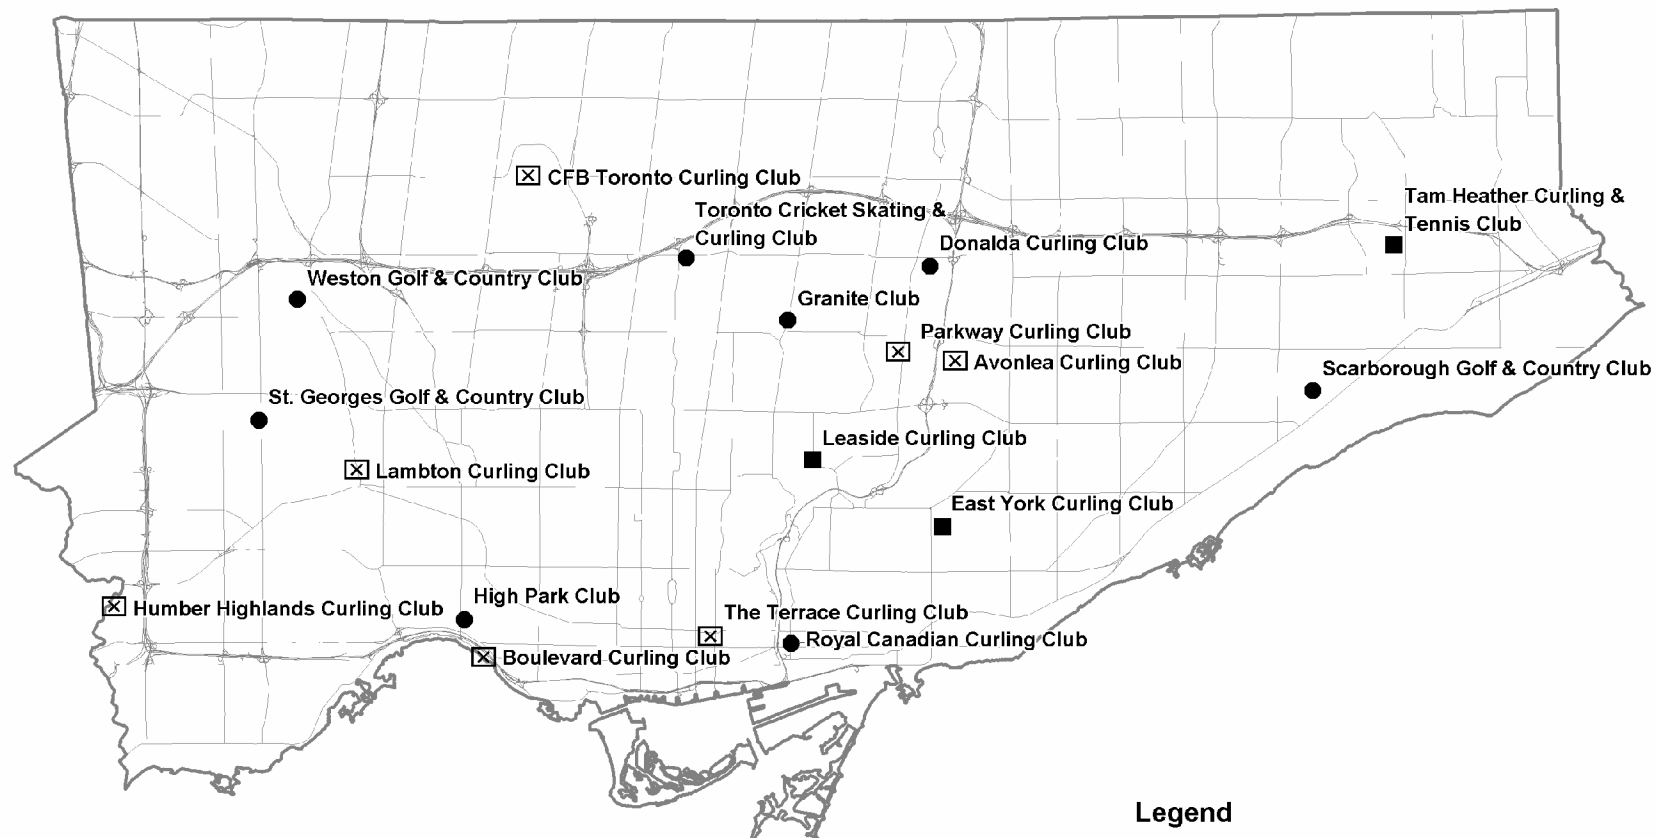 CFB Toronto Curling Club
Tam Heather Curling &
Tennis Club
Toronto Cricket Skating &
Curling Club
Donalda Curling Club
Weston Golf & Country Club
Granite Club
Parkway Curling Club
Avonlea Curling Club
Scarborough Golf & Country Club
St. Georges Golf & Country Club
Leaside Curling Club
Lambton Curling Club
East York Curling Club
High Park Club
Humber Highlands Curling Club
The Terrace Curling Club
Royal Canadian Curling Club
Boulevard Curling Club
Legend